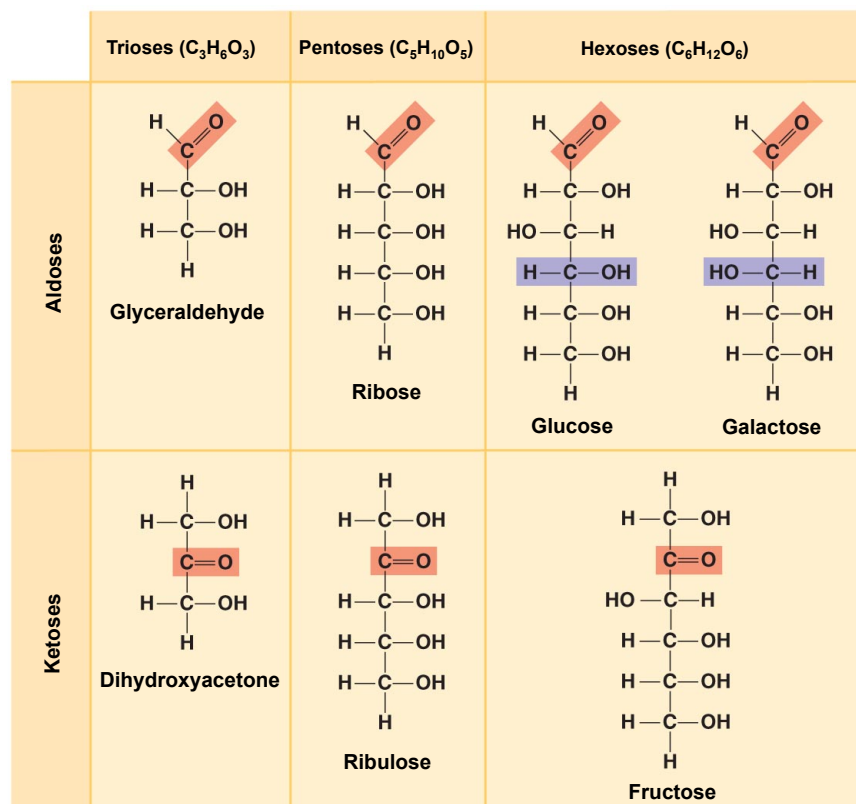 Trioses (C₃H₆O₃) Pentoses (C₅H₁₀O₅) Hexoses (C₆H₁₂O₆)
Aldoses
H O
C
H C OH
H C OH
H
Glyceraldehyde
H O
C
H C OH
H C OH
H C OH
H C OH
H
Ribose
H O
C
H C OH
HO C H
H C OH
H C OH
H C OH
H
Glucose
H O
C
H C OH
HO C H
HO C H
H C OH
H C OH
H
Galactose
Ketoses
H
H C OH
C=O
H C OH
H
Dihydroxyacetone
H
H C OH
C=O
H C OH
H C OH
H C OH
H
Ribulose
H
H C OH
C=O
HO C H
H C OH
H C OH
H C OH
H
Fructose